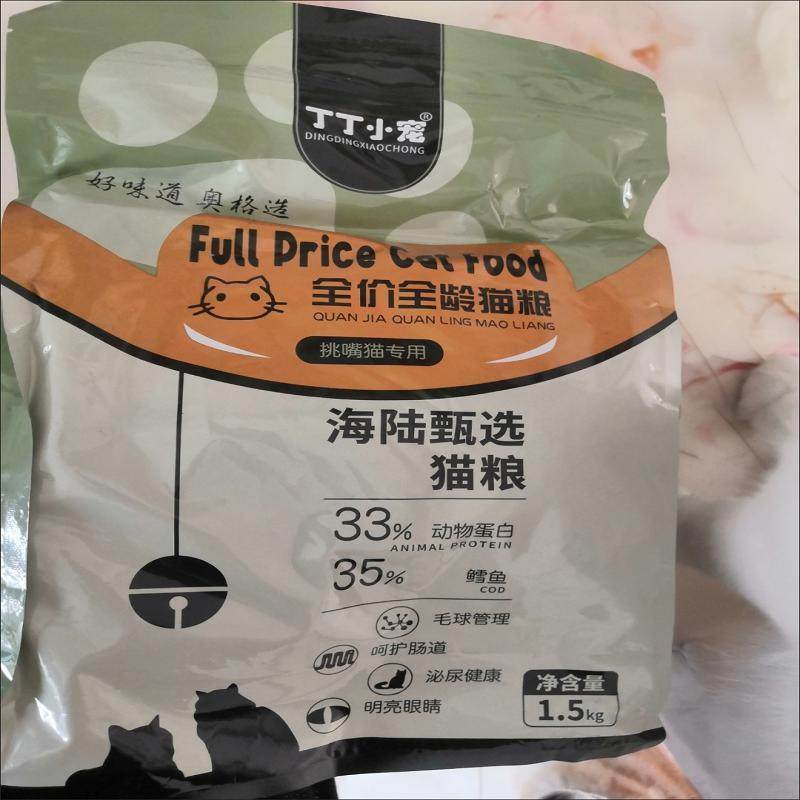 丁丁小宠®
DINGDINGXIAOCHONG
好味道 奥格造
Full Price Cat Food
全价全龄猫粮
QUAN JIA QUAN LING MAO LIANG
挑嘴猫专用
海陆甄选
猫粮
33% 动物蛋白
ANIMAL PROTEIN
35% 鳕鱼
COD
毛球管理
呵护肠道
泌尿健康
明亮眼睛
净含量
1.5kg